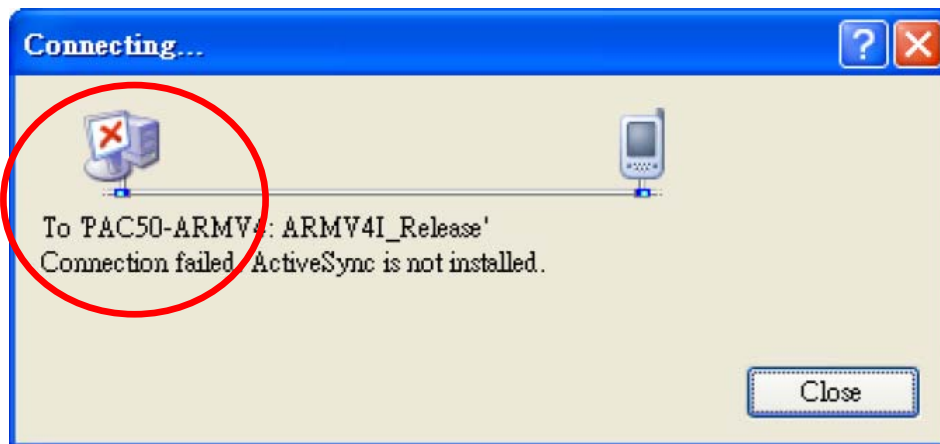 Connecting...
To 'PAC50-ARMV4: ARMV4I_Release'
Connection failed. ActiveSync is not installed.
Close